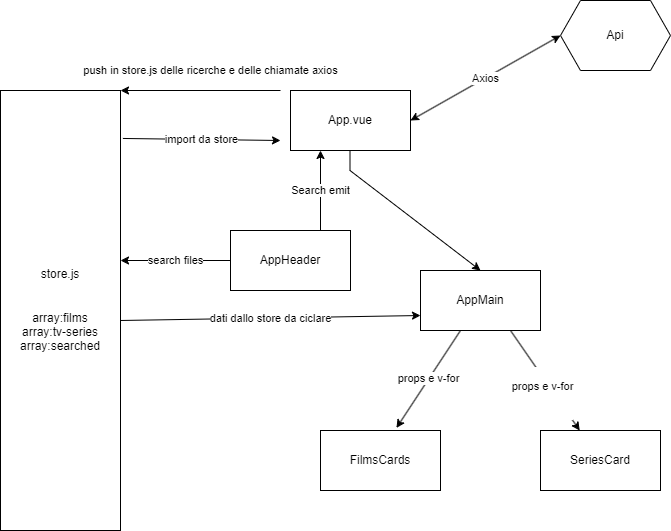 Api
push in store.js delle ricerche e delle chiamate axios
Axios
App.vue
import da store
Search emit
AppHeader
search files
store.js
AppMain
array:films
array:tv-series
array:searched
dati dallo store da ciclare
props e v-for
props e v-for
FilmsCards
SeriesCard